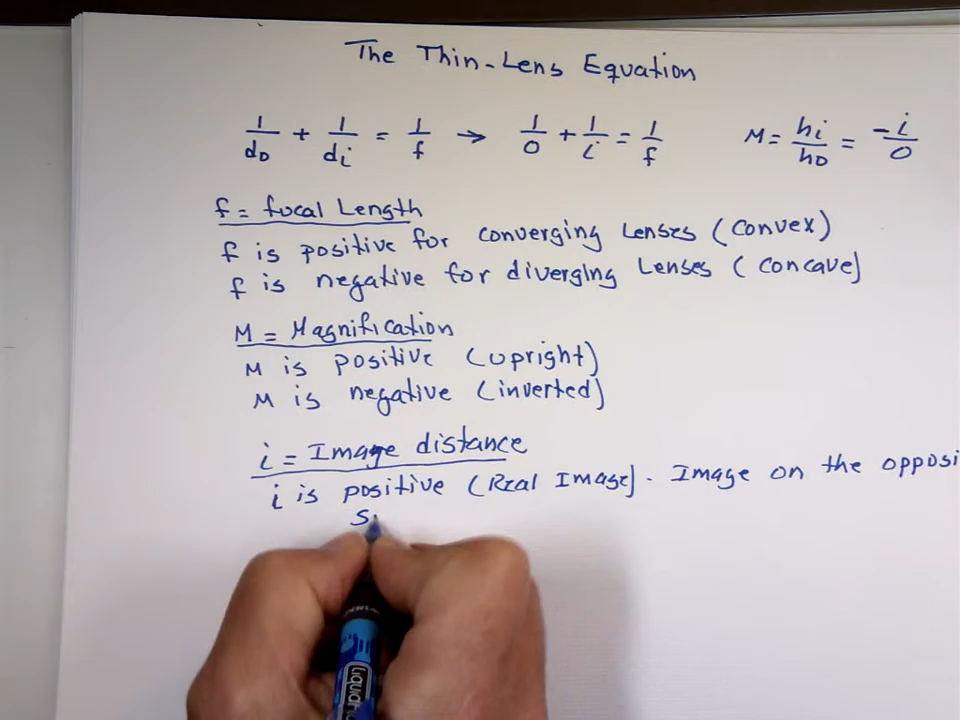 The Thin-Lens Equation
1/do + 1/di = 1/f → 1/o + 1/i = 1/f M = hi/ho = -i/o
f = focal Length
f is positive for converging Lenses (convex)
f is negative for diverging Lenses (concave)
M = Magnification
M is positive (upright)
M is negative (inverted)
i = Image distance
i is positive (Real Image). Image on the opposi
s
Liquid